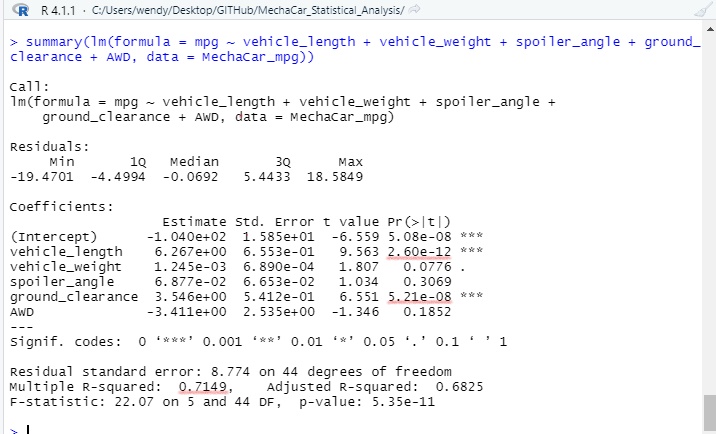 R 4.1.1 · C:/Users/wendy/Desktop/GITHub/MechaCar_Statistical_Analysis/
> summary(lm(formula = mpg ~ vehicle_length + vehicle_weight + spoiler_angle + ground_
clearance + AWD, data = MechaCar_mpg))
Call:
lm(formula = mpg ~ vehicle_length + vehicle_weight + spoiler_angle +
    ground_clearance + AWD, data = MechaCar_mpg)
Residuals:
     Min       1Q   Median       3Q      Max
-19.4701  -4.4994  -0.0692   5.4433  18.5849
Coefficients:
                   Estimate Std. Error t value Pr(>|t|)
(Intercept)      -1.040e+02  1.585e+01  -6.559 5.08e-08 ***
vehicle_length    6.267e+00  6.553e-01   9.563 2.60e-12 ***
vehicle_weight    1.245e-03  6.890e-04   1.807   0.0776 .
spoiler_angle     6.877e-02  6.653e-02   1.034   0.3069
ground_clearance  3.546e+00  5.412e-01   6.551 5.21e-08 ***
AWD              -3.411e+00  2.535e+00  -1.346   0.1852
---
Signif. codes:  0 ‘***’ 0.001 ‘**’ 0.01 ‘*’ 0.05 ‘.’ 0.1 ‘ ’ 1
Residual standard error: 8.774 on 44 degrees of freedom
Multiple R-squared:  0.7149,	Adjusted R-squared:  0.6825
F-statistic: 22.07 on 5 and 44 DF,  p-value: 5.35e-11
>